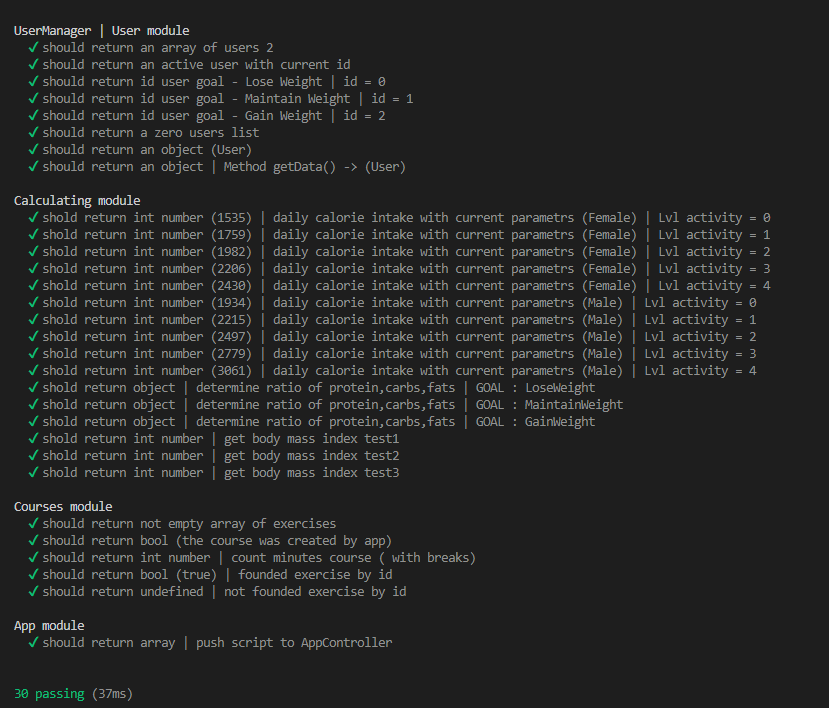 UserManager | User module
✓ should return an array of users 2
✓ should return an active user with current id
✓ should return id user goal - Lose Weight | id = 0
✓ should return id user goal - Maintain Weight | id = 1
✓ should return id user goal - Gain Weight | id = 2
✓ should return a zero users list
✓ should return an object (User)
✓ should return an object | Method getData() -> (User)
Calculating module
✓ shold return int number (1535) | daily calorie intake with current parametrs (Female) | Lvl activity = 0
✓ shold return int number (1759) | daily calorie intake with current parametrs (Female) | Lvl activity = 1
✓ shold return int number (1982) | daily calorie intake with current parametrs (Female) | Lvl activity = 2
✓ shold return int number (2206) | daily calorie intake with current parametrs (Female) | Lvl activity = 3
✓ shold return int number (2430) | daily calorie intake with current parametrs (Female) | Lvl activity = 4
✓ shold return int number (1934) | daily calorie intake with current parametrs (Male) | Lvl activity = 0
✓ shold return int number (2215) | daily calorie intake with current parametrs (Male) | Lvl activity = 1
✓ shold return int number (2497) | daily calorie intake with current parametrs (Male) | Lvl activity = 2
✓ shold return int number (2779) | daily calorie intake with current parametrs (Male) | Lvl activity = 3
✓ shold return int number (3061) | daily calorie intake with current parametrs (Male) | Lvl activity = 4
✓ shold return object | determine ratio of protein,carbs,fats | GOAL : LoseWeight
✓ shold return object | determine ratio of protein,carbs,fats | GOAL : MaintainWeight
✓ shold return object | determine ratio of protein,carbs,fats | GOAL : GainWeight
✓ shold return int number | get body mass index test1
✓ shold return int number | get body mass index test2
✓ shold return int number | get body mass index test3
Courses module
✓ should return not empty array of exercises
✓ should return bool (the course was created by app)
✓ should return int number | count minutes course ( with breaks)
✓ should return bool (true) | founded exercise by id
✓ should return undefined | not founded exercise by id
App module
✓ should return array | push script to AppController
30 passing (37ms)